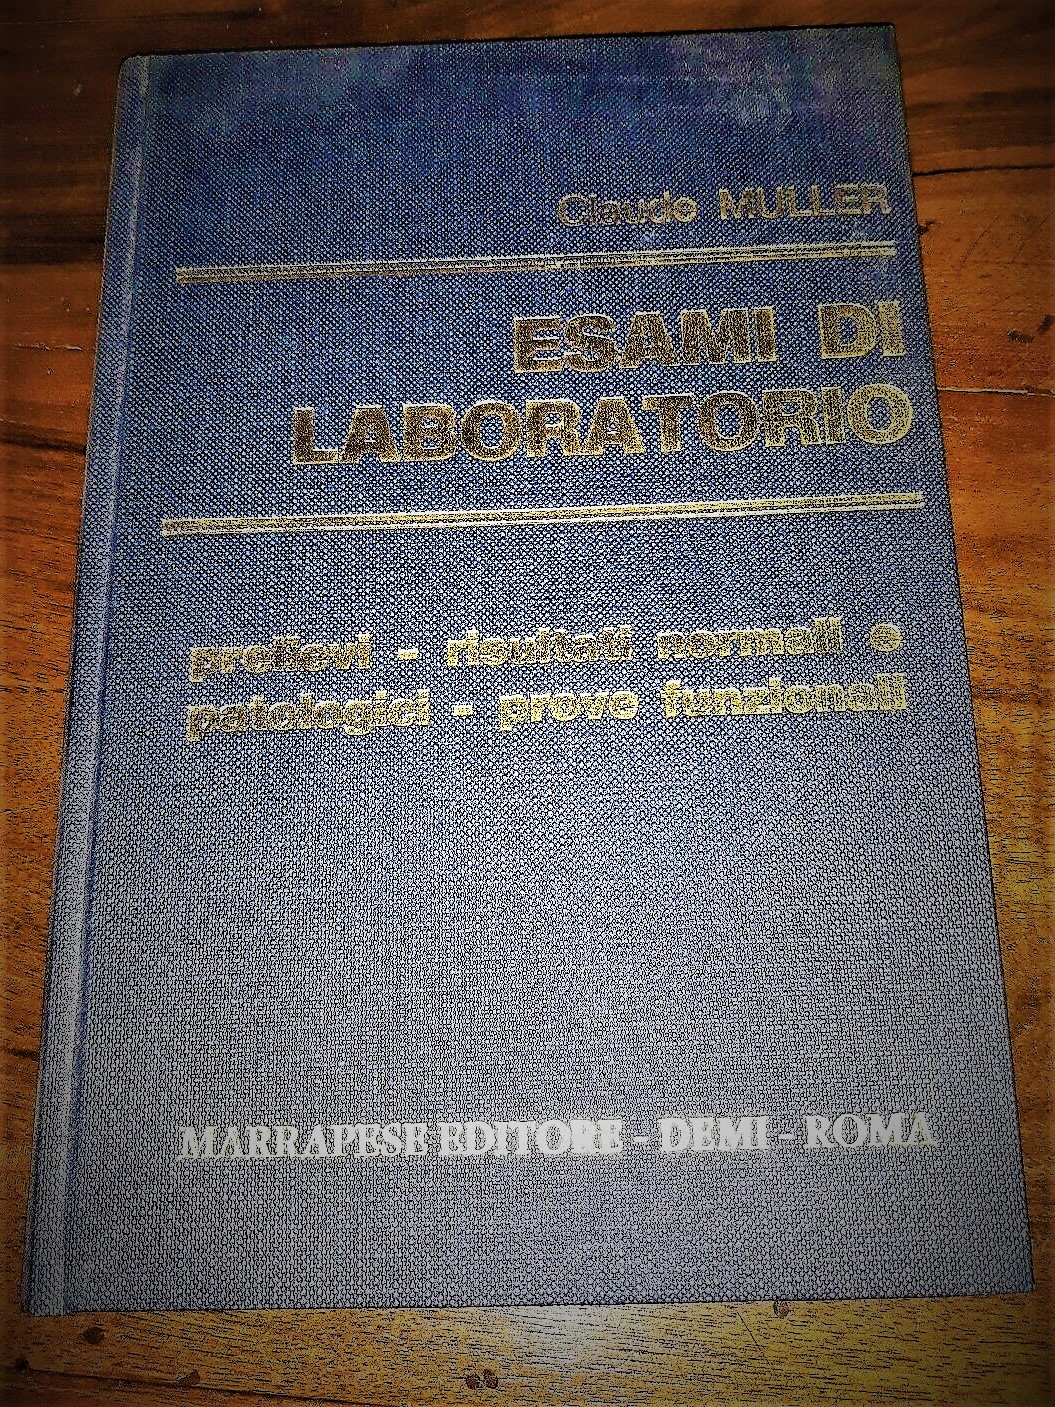 Claude MULLER
ESAMI DI
LABORATORIO
prelievi - risultati normali e
patologici - prove funzionali
MARRAPESE EDITORE - DEMI - ROMA